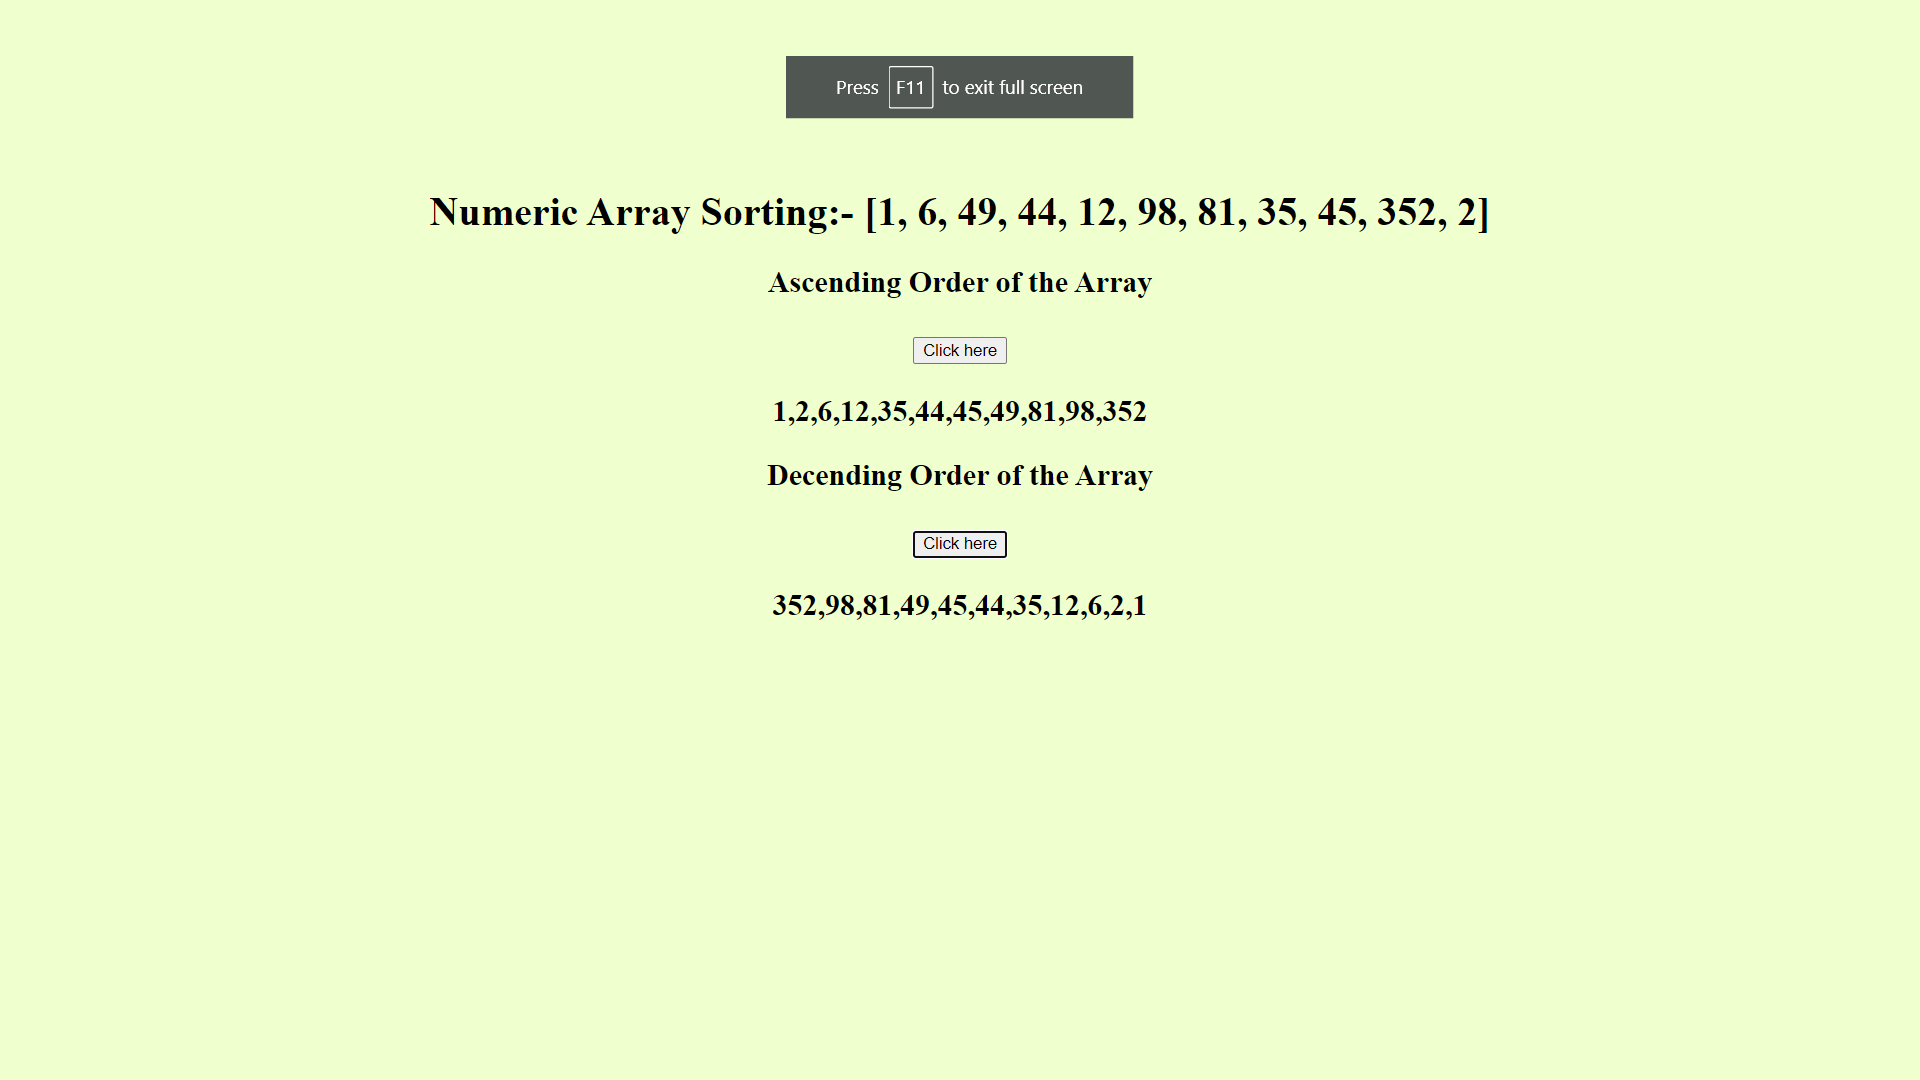 Press F11 to exit full screen
Numeric Array Sorting:- [1, 6, 49, 44, 12, 98, 81, 35, 45, 352, 2]
Ascending Order of the Array
Click here
1,2,6,12,35,44,45,49,81,98,352
Decending Order of the Array
Click here
352,98,81,49,45,44,35,12,6,2,1